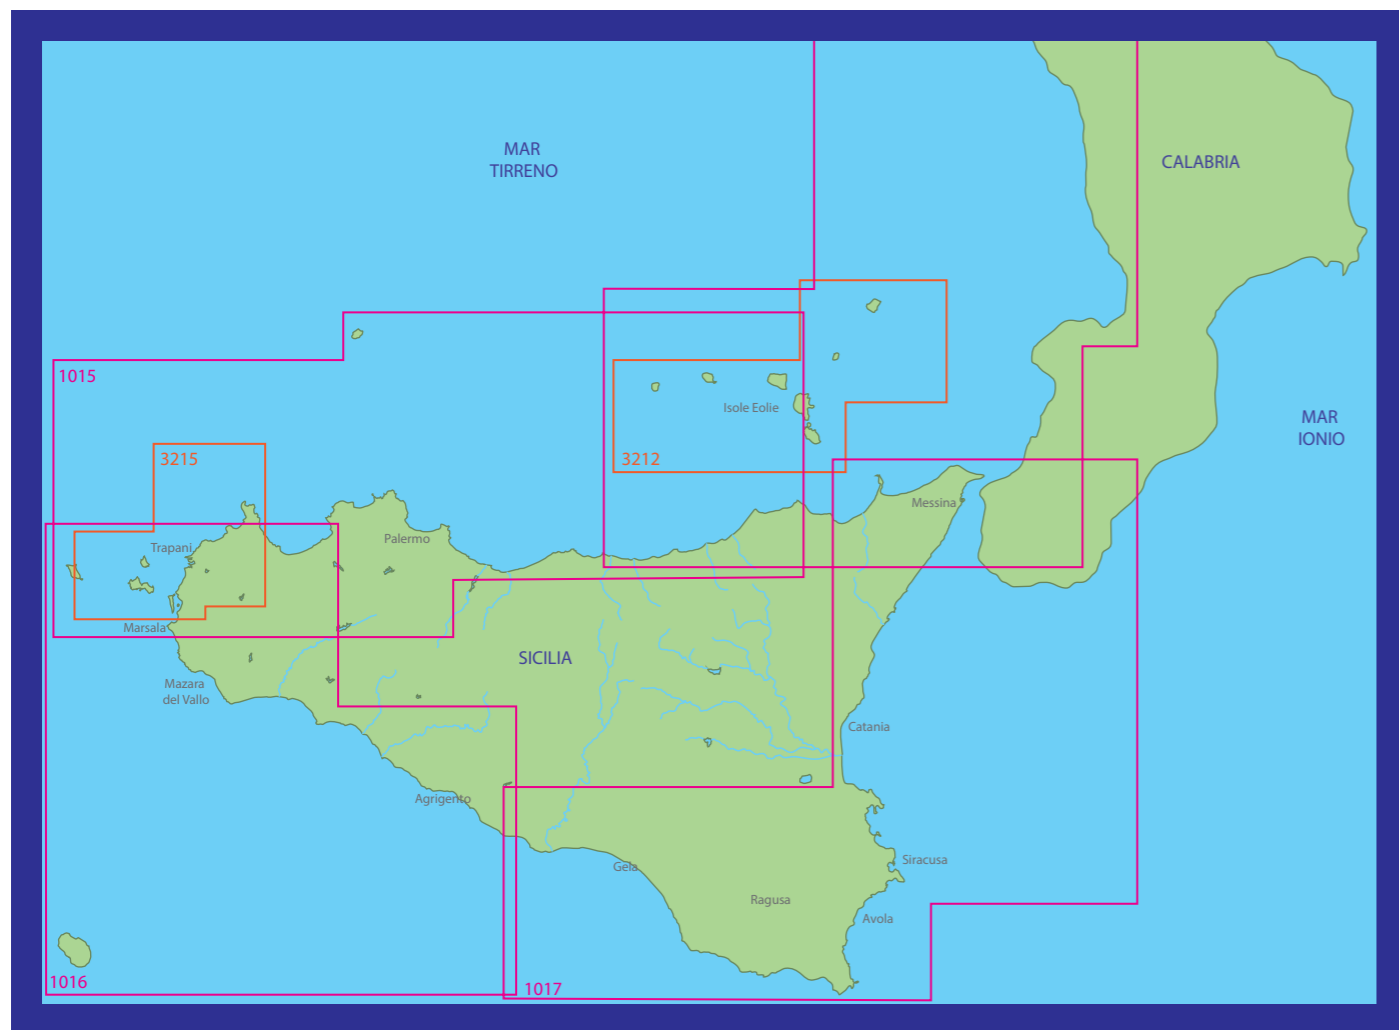 MAR
TIRRENO
CALABRIA
1015
Isole Eolie
MAR
IONIO
3215
3212
Messina
Palermo
Trapani
Marsala
SICILIA
Mazara
del Vallo
Catania
Agrigento
Gela
Siracusa
Ragusa
Avola
1016
1017